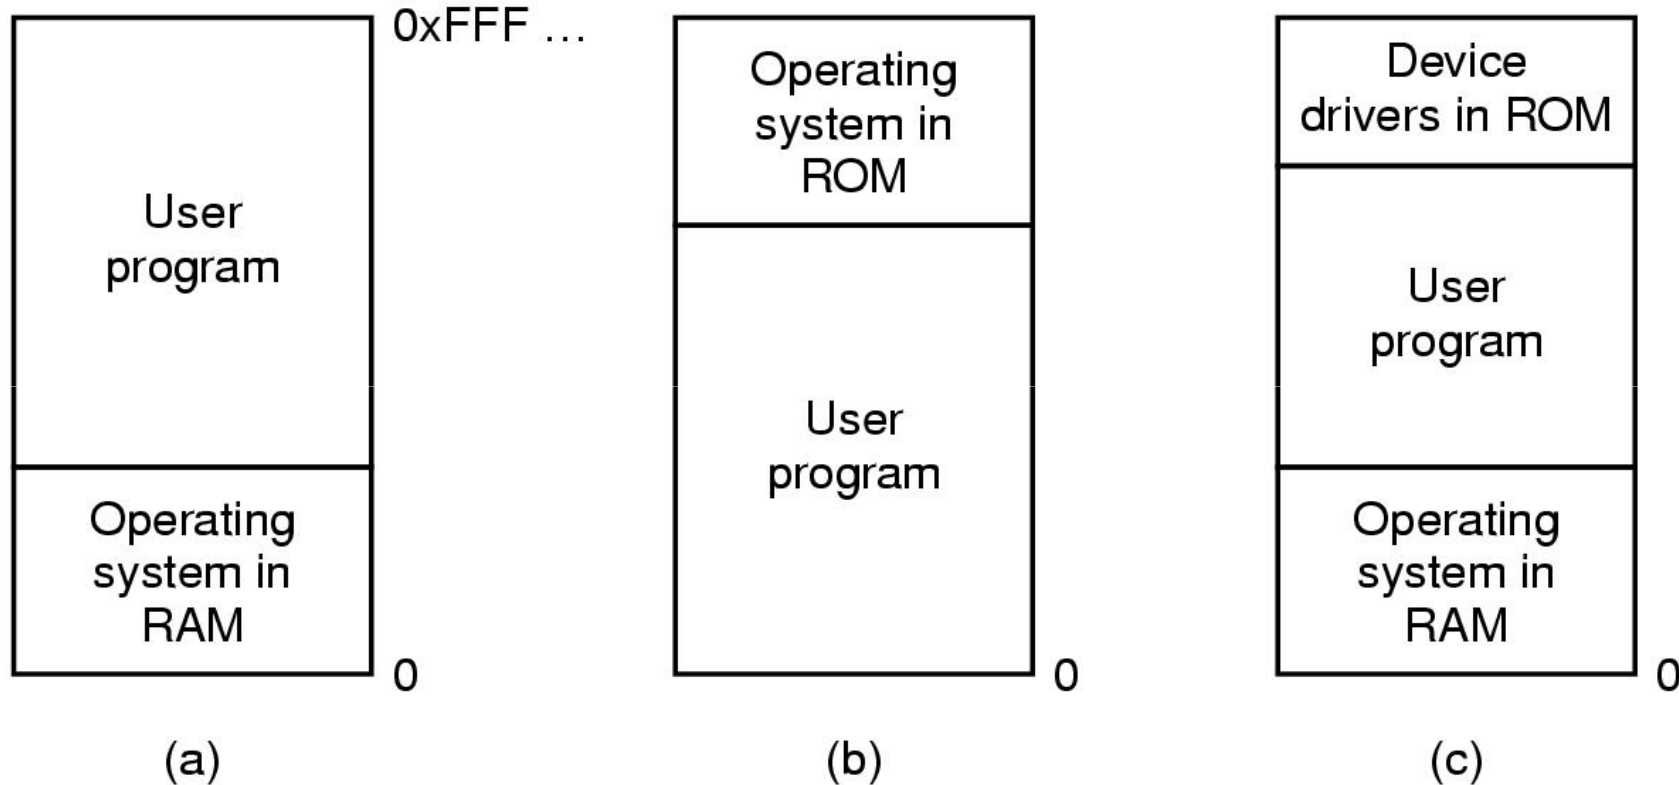 User
program
Operating
system in
RAM
0xFFF ...
0
(a)
Operating
system in
ROM
User
program
0
(b)
Device
drivers in ROM
User
program
Operating
system in
RAM
0
(c)